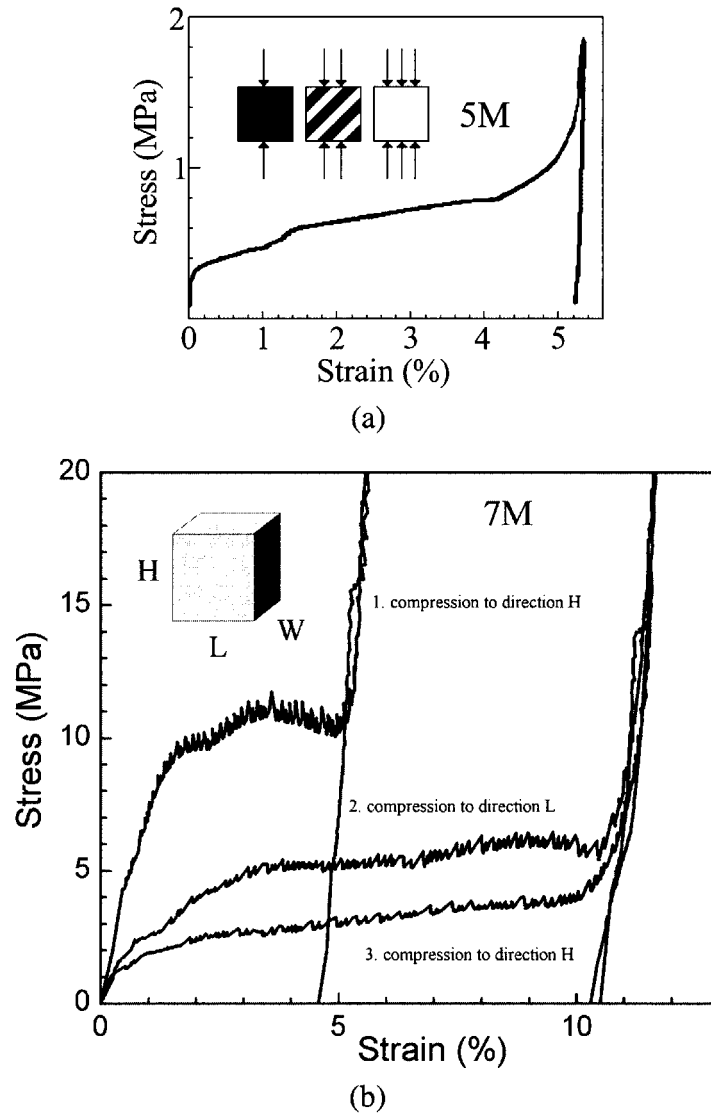 2
5M
1
Stress (MPa)
0 1 2 3 4 5
Strain (%)
(a)
20
7M
H
W
L
15
1. compression to direction H
Stress (MPa)
10
2. compression to direction L
5
3. compression to direction H
0
0 5 10
Strain (%)
(b)